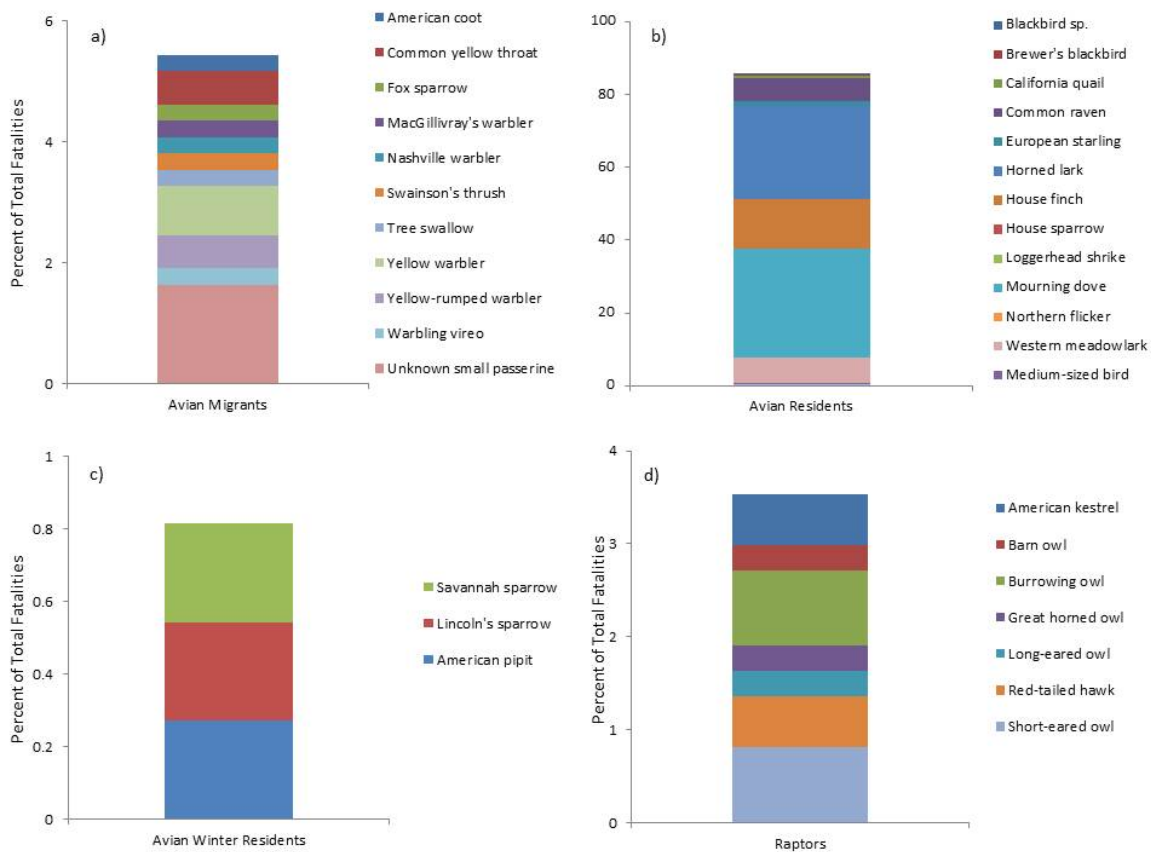 a)
Percent of Total Fatalities
6
4
2
0
Avian Migrants
American coot
Common yellow throat
Fox sparrow
MacGillivray's warbler
Nashville warbler
Swainson's thrush
Tree swallow
Yellow warbler
Yellow-rumped warbler
Warbling vireo
Unknown small passerine
b)
100
80
60
40
20
0
Avian Residents
Blackbird sp.
Brewer's blackbird
California quail
Common raven
European starling
Horned lark
House finch
House sparrow
Loggerhead shrike
Mourning dove
Northern flicker
Western meadowlark
Medium-sized bird
c)
Percent of Total Fatalities
1
0.8
0.6
0.4
0.2
0
Avian Winter Residents
Savannah sparrow
Lincoln's sparrow
American pipit
d)
Percent of Total Fatalities
4
3
2
1
0
Raptors
American kestrel
Barn owl
Burrowing owl
Great horned owl
Long-eared owl
Red-tailed hawk
Short-eared owl